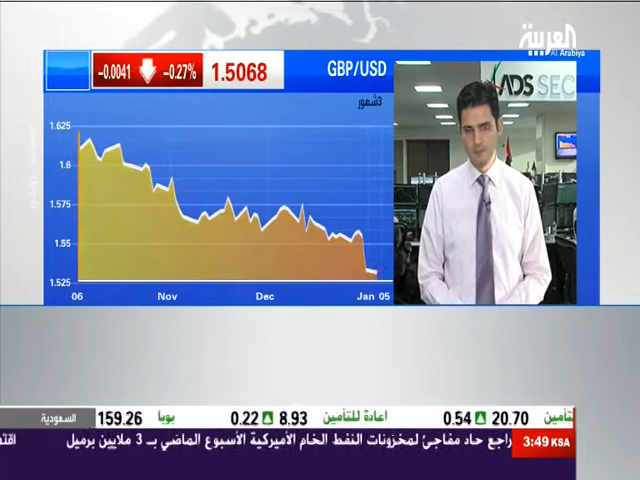 العربية
Al Arabiya
-0.0041 -0.27% 1.5068 GBP/USD
ADS SEC
3شهور
1.625
1.6
1.575
1.55
1.525
06 Nov Dec Jan 05
السعودية 159.26 يوبا 0.22 8.93 اعادة للتأمين 0.54 20.70 تأمين
راجع حاد مفاجئ لمخزونات النفط الخام الأميركية الأسبوع الماضي بـ 3 ملايين برميل
3:49 KSA